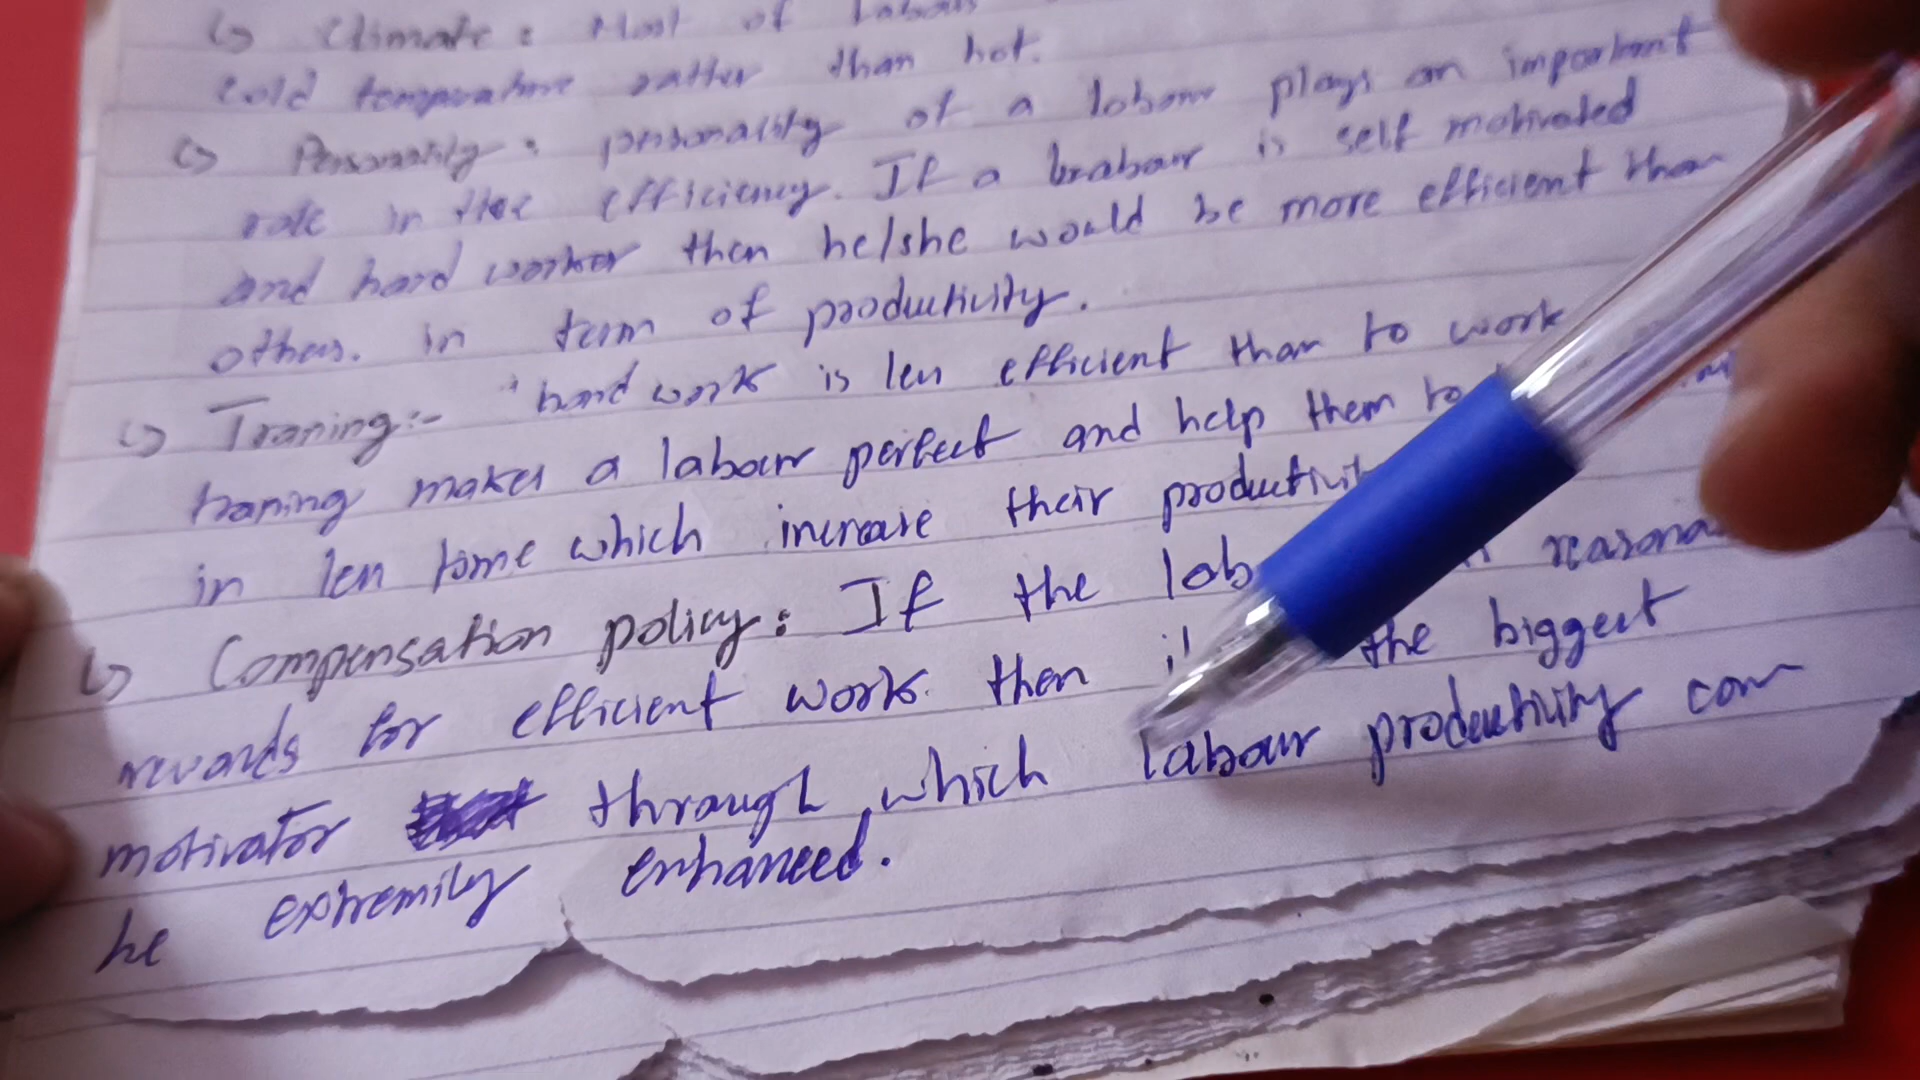 ↳ Climate : Most of labour
cold temperature rather than hot.
↳ Personality : personality of a labour plays an important
role in the efficiency. If a labour is self motivated
and hard worker then he/she would be more efficient than
others. in term of productivity.
↳ Traning :- hard work is len efficient than to work
traning makes a labour perfect and help them to
in len time which increase their
↳ Compensation policy : If the
rewards for efficient work then the biggest
motivator through which labour productivity can
be extremily enhanced.